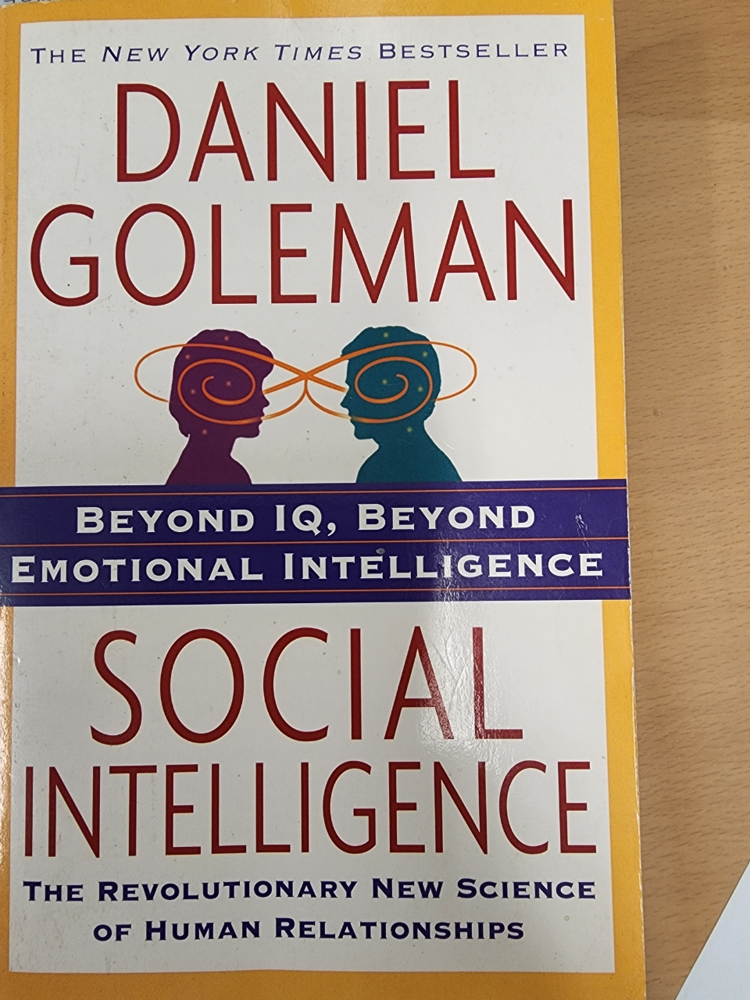 THE NEW YORK TIMES BESTSELLER
DANIEL
GOLEMAN
BEYOND IQ, BEYOND
EMOTIONAL INTELLIGENCE
SOCIAL
INTELLIGENCE
THE REVOLUTIONARY NEW SCIENCE
OF HUMAN RELATIONSHIPS